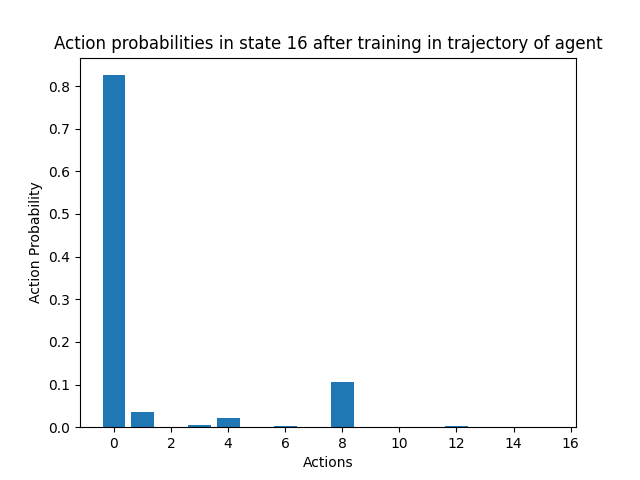 Action probabilities in state 16 after training in trajectory of agent
0.8
0.7
0.6
0.5
0.4
0.3
0.2
0.1
0.0
Action Probability
0 2 4 6 8 10 12 14 16
Actions